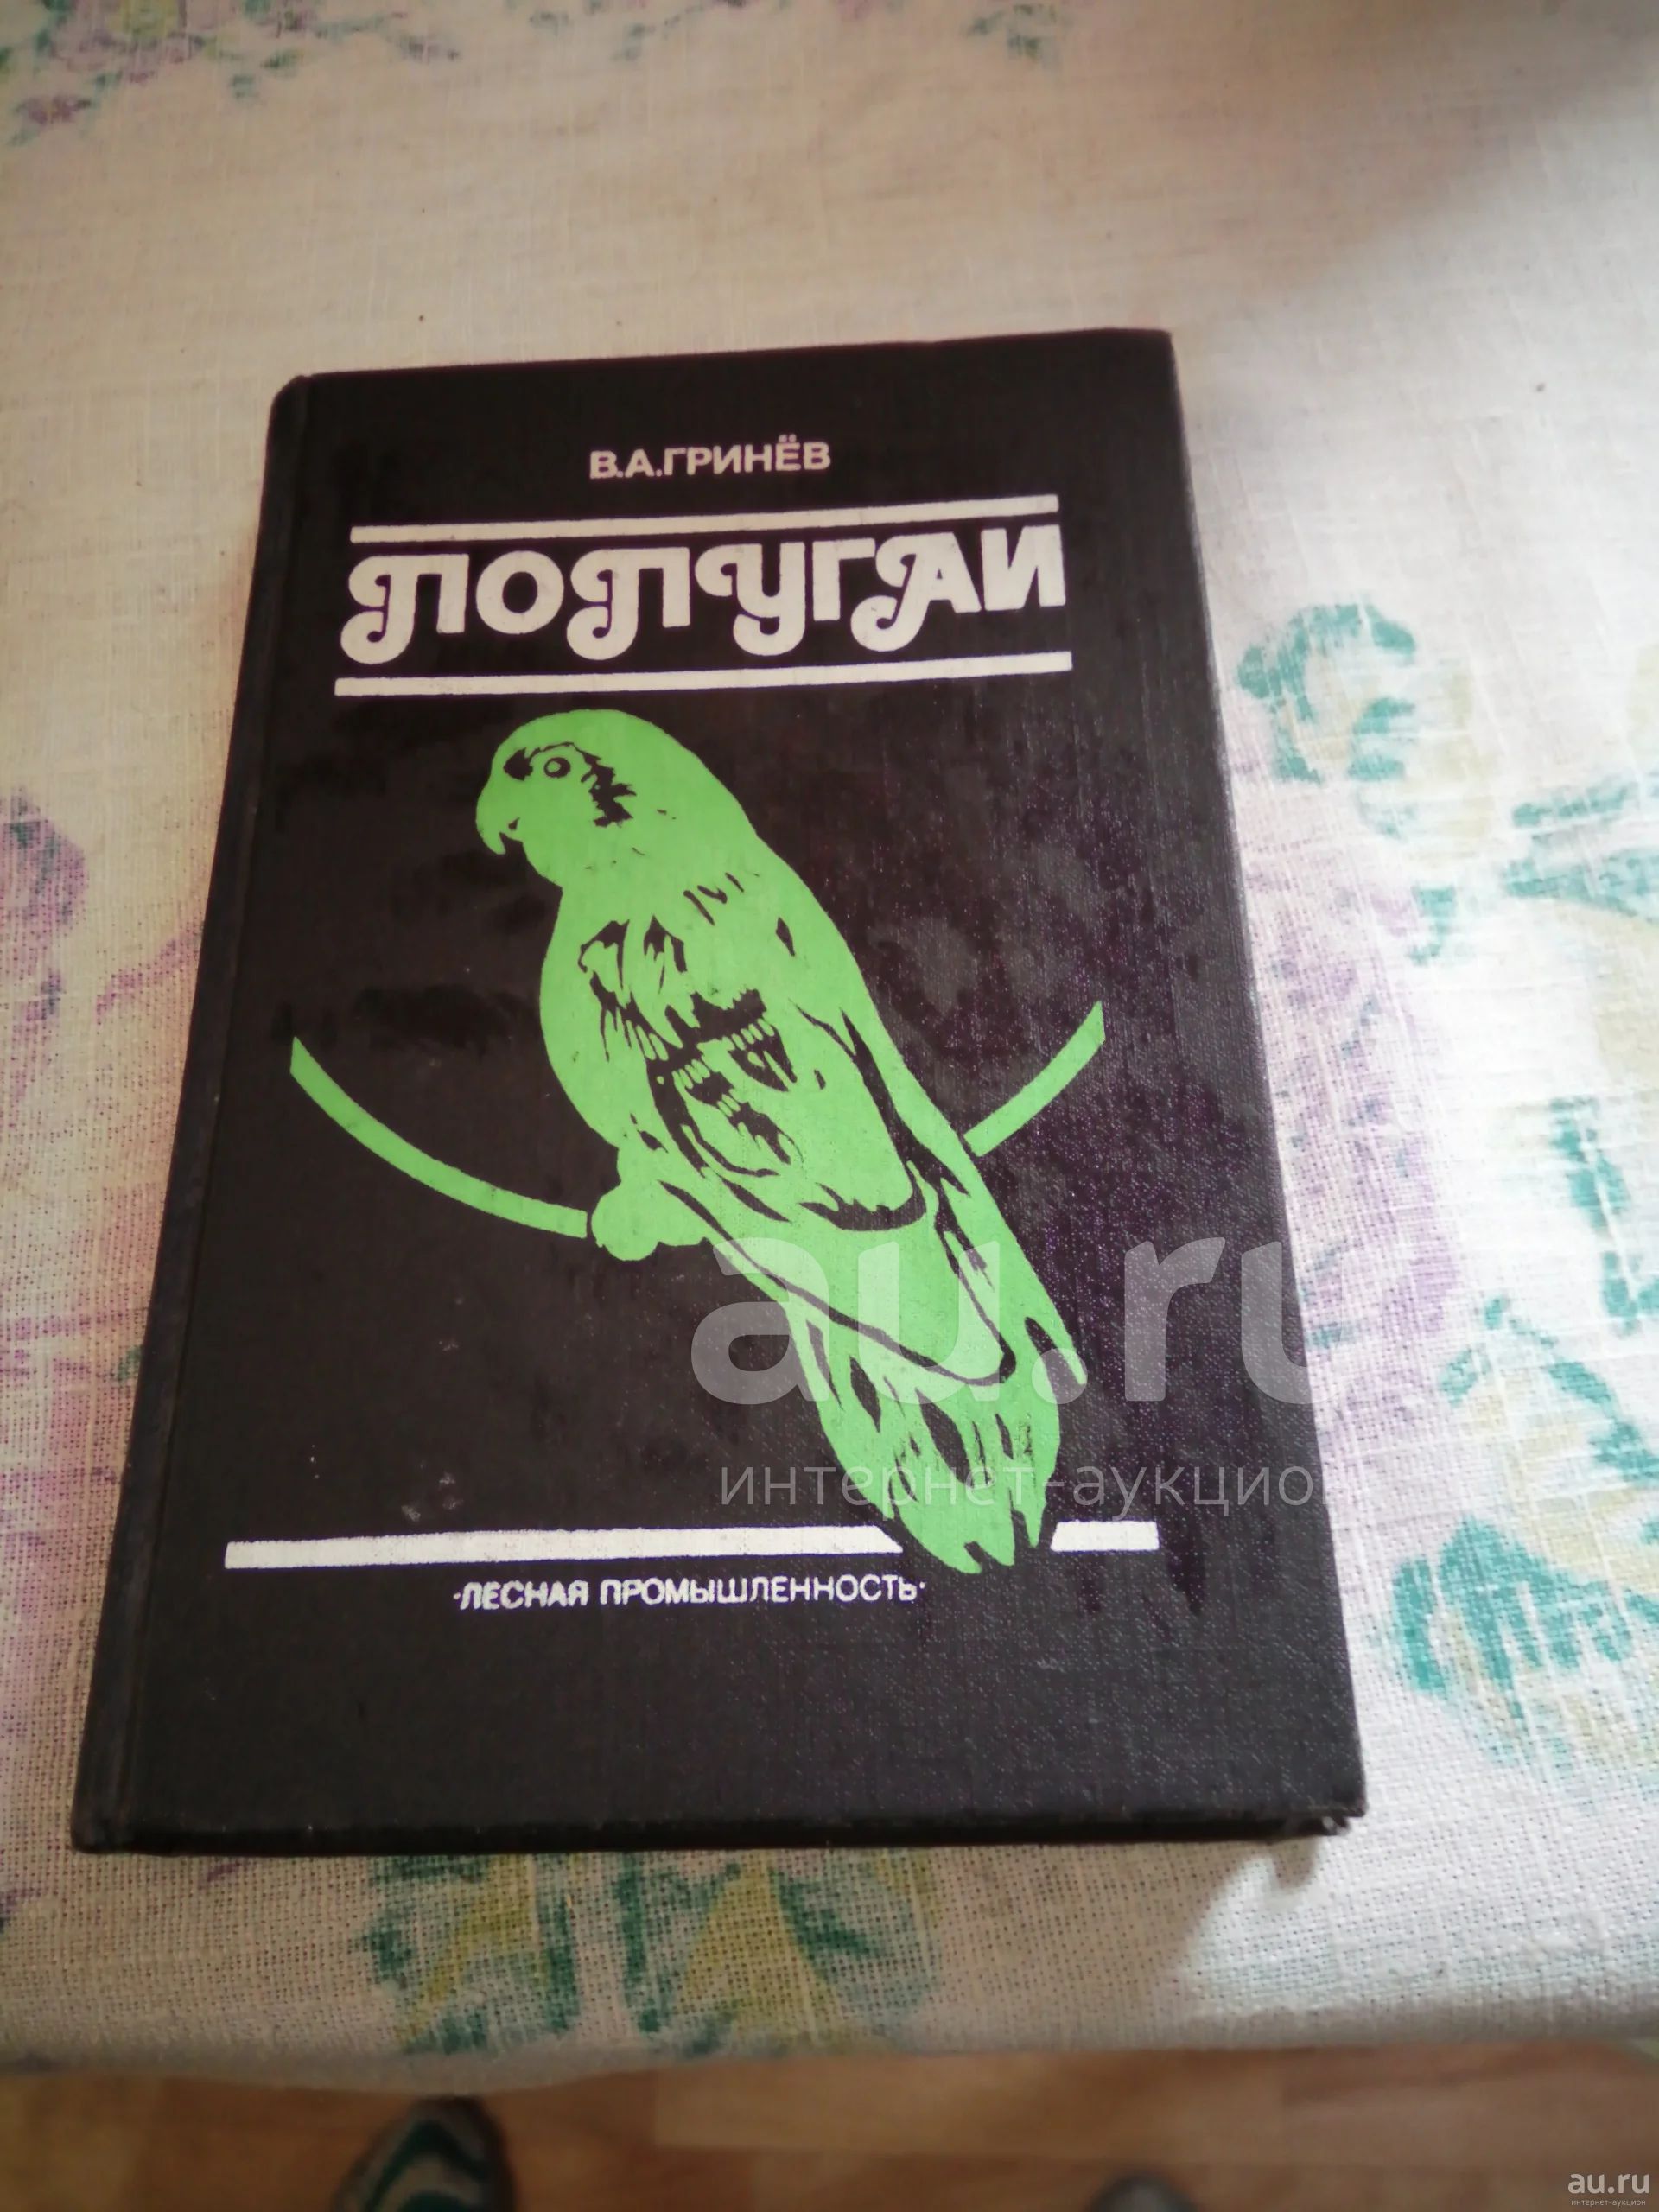 В.А.ГРИНЁВ
ПОПУГАИ
au.ru
интернет-аукцион
·ЛЕСНАЯ ПРОМЫШЛЕННОСТЬ·
au.ru
интернет-аукцион